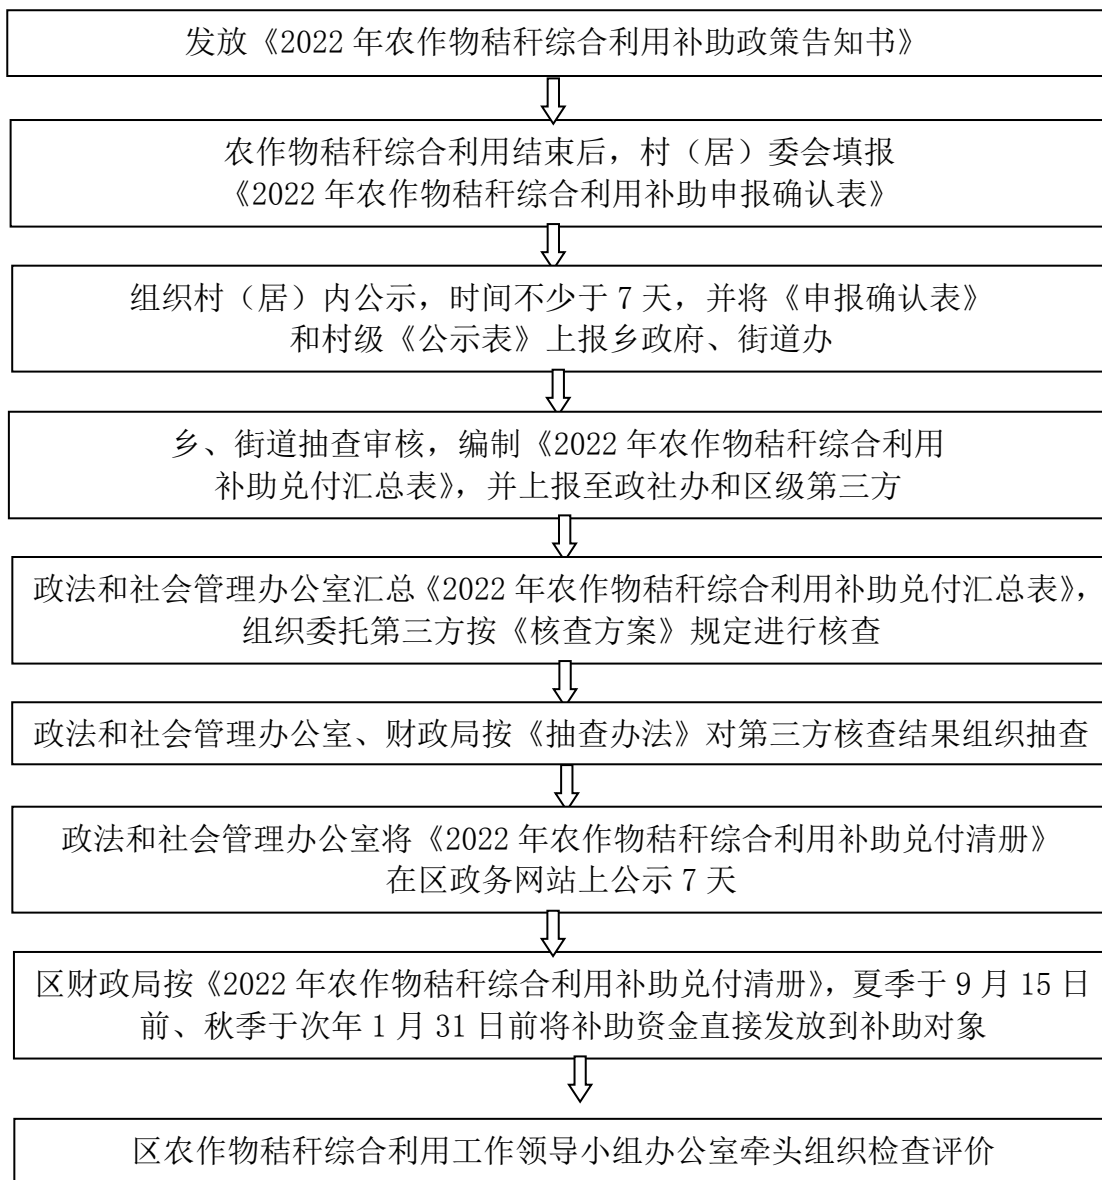 发放《2022 年农作物秸秆综合利用补助政策告知书》
农作物秸秆综合利用结束后，村（居）委会填报
《2022 年农作物秸秆综合利用补助申报确认表》
组织村（居）内公示，时间不少于 7 天，并将《申报确认表》
和村级《公示表》上报乡政府、街道办
乡、街道抽查审核，编制《2022 年农作物秸秆综合利用
补助兑付汇总表》，并上报至政社办和区级第三方
政法和社会管理办公室汇总《2022 年农作物秸秆综合利用补助兑付汇总表》，
组织委托第三方按《核查方案》规定进行核查
政法和社会管理办公室、财政局按《抽查办法》对第三方核查结果组织抽查
政法和社会管理办公室将《2022 年农作物秸秆综合利用补助兑付清册》
在区政务网站上公示 7 天
区财政局按《2022 年农作物秸秆综合利用补助兑付清册》，夏季于 9 月 15 日
前、秋季于次年 1 月 31 日前将补助资金直接发放到补助对象
区农作物秸秆综合利用工作领导小组办公室牵头组织检查评价